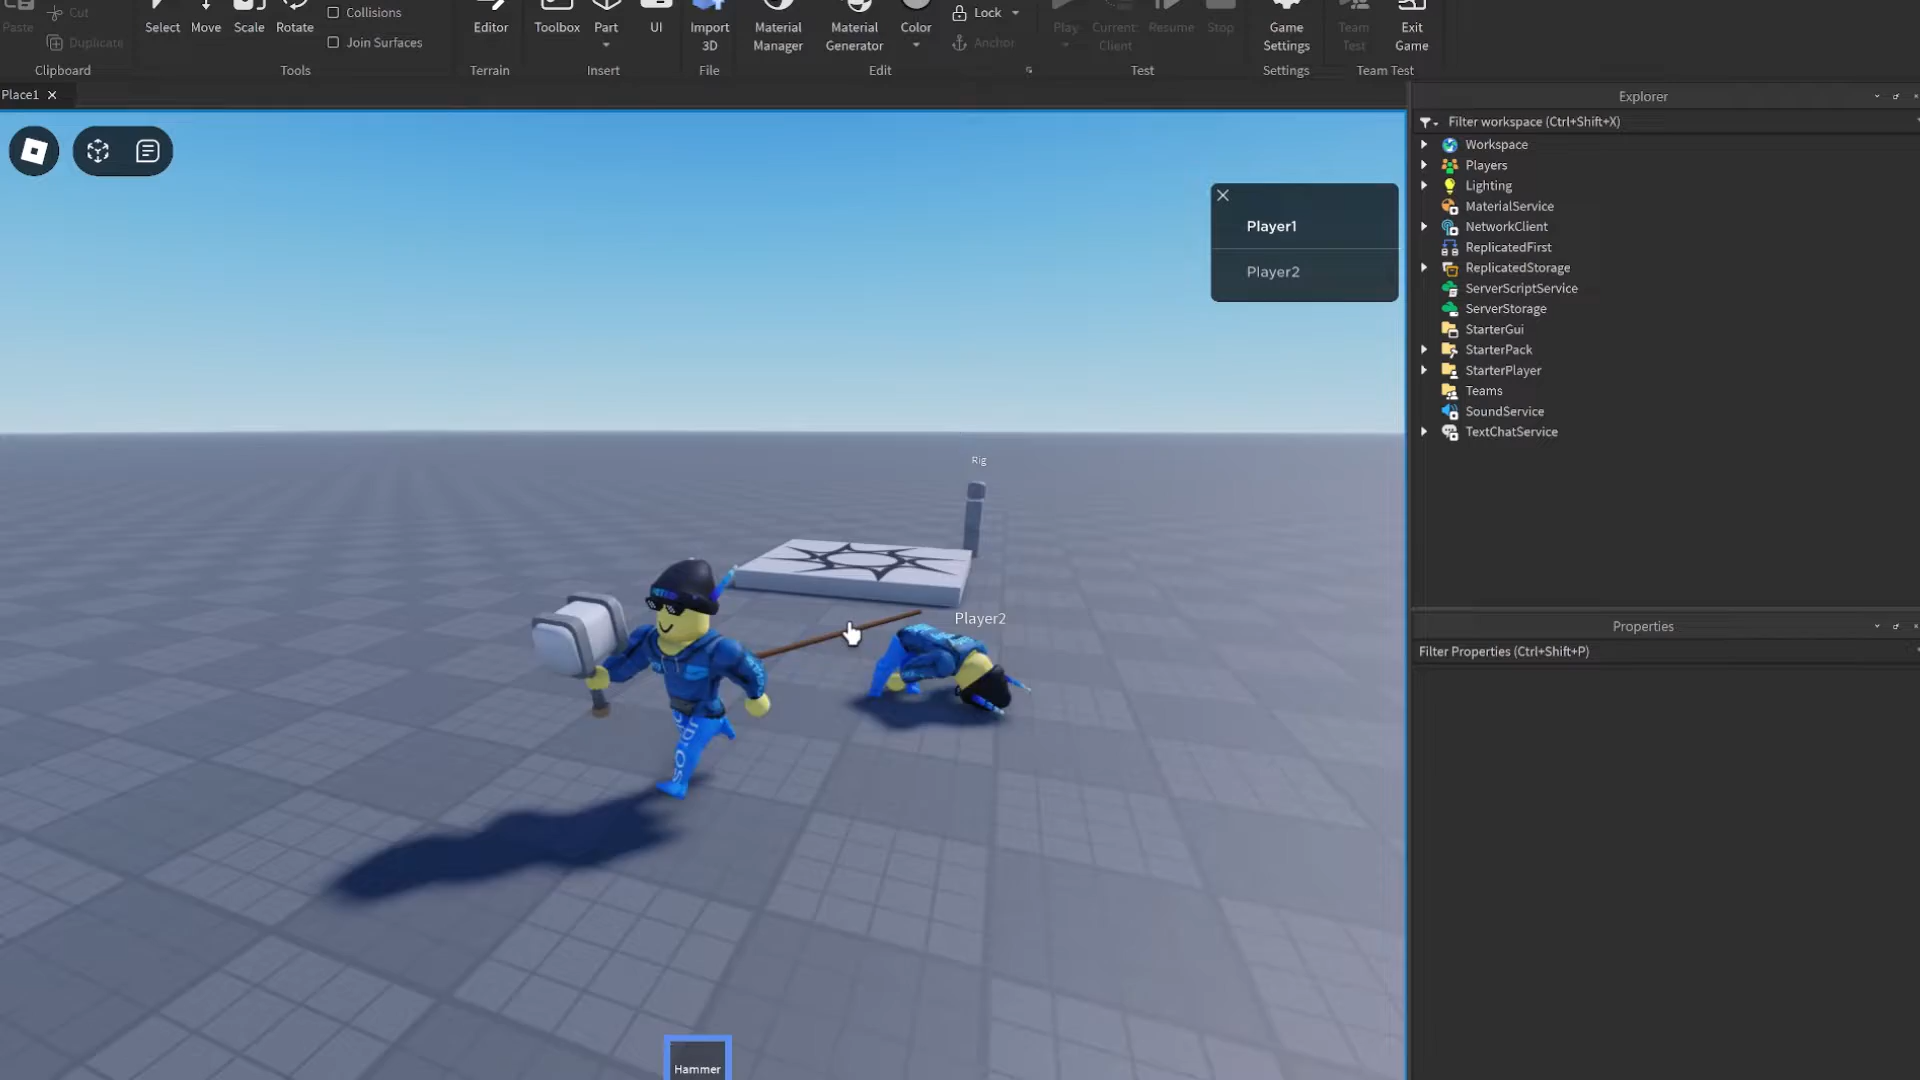 Paste
Cut
Duplicate
Clipboard
Select
Move
Scale
Rotate
Collisions
Join Surfaces
Tools
Editor
Terrain
Toolbox
Part
UI
Insert
Import
3D
File
Material
Manager
Material
Generator
Color
Lock
Anchor
Edit
Play
Current
Client
Resume
Stop
Test
Game
Settings
Settings
Team
Test
Exit
Game
Team Test
Place1
Explorer
Filter workspace (Ctrl+Shift+X)
Workspace
Players
Lighting
MaterialService
NetworkClient
ReplicatedFirst
ReplicatedStorage
ServerScriptService
ServerStorage
StarterGui
StarterPack
StarterPlayer
Teams
SoundService
TextChatService
Player1
Player2
Rig
Player2
Properties
Filter Properties (Ctrl+Shift+P)
Hammer